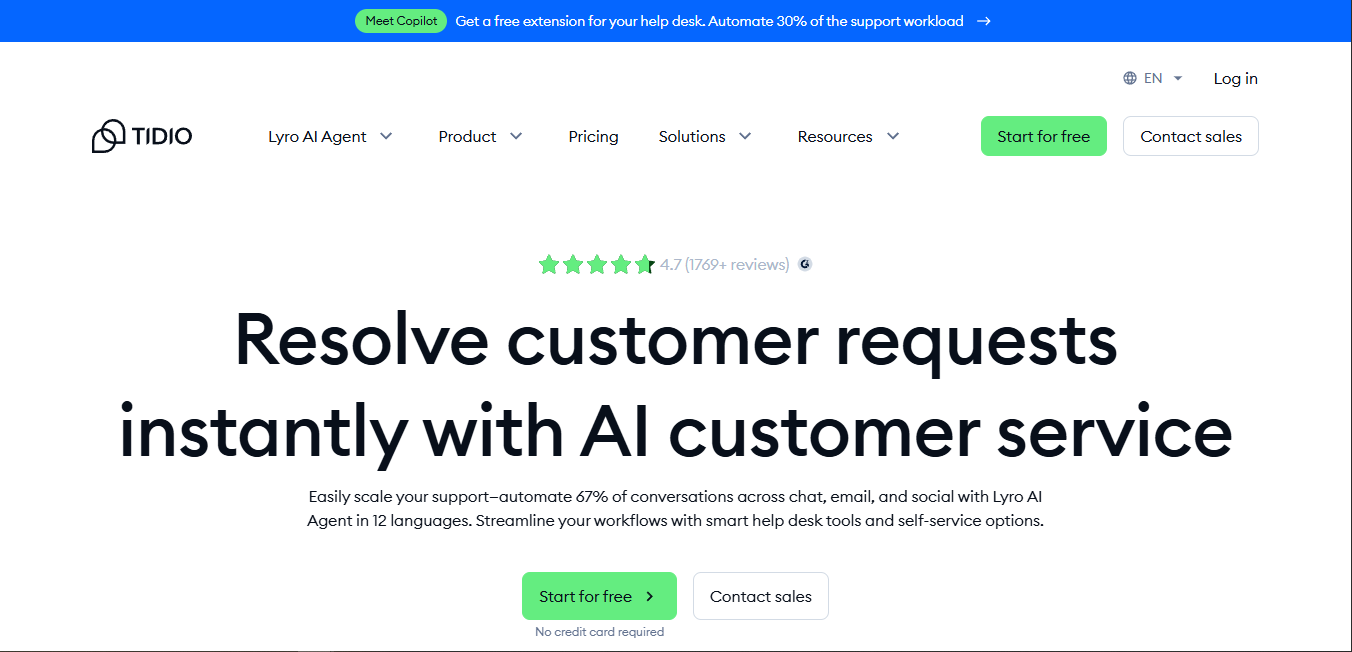 Meet Copilot Get a free extension for your help desk. Automate 30% of the support workload →
EN Log in
TIDIO Lyro AI Agent Product Pricing Solutions Resources Start for free Contact sales
4.7 (1769+ reviews) G
Resolve customer requests
instantly with AI customer service
Easily scale your support—automate 67% of conversations across chat, email, and social with Lyro AI
Agent in 12 languages. Streamline your workflows with smart help desk tools and self-service options.
Start for free Contact sales
No credit card required